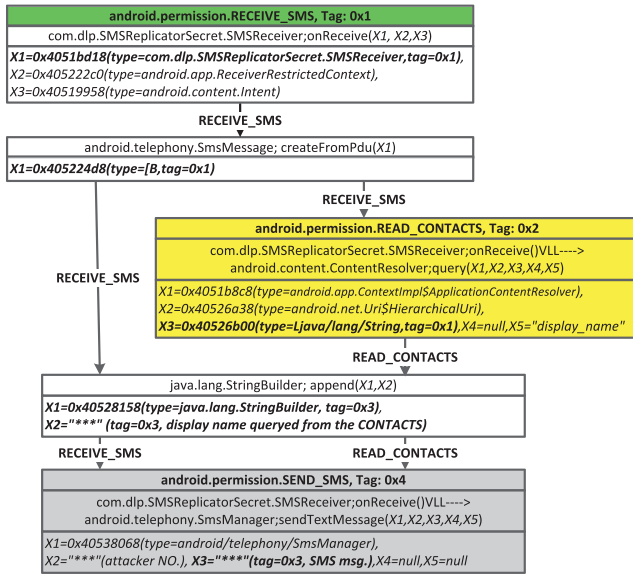 android.permission.RECEIVE_SMS, Tag: 0x1
com.dlp.SMSReplicatorSecret.SMSReceiver;onReceive(X1, X2,X3)
X1=0x4051bd18(type=com.dlp.SMSReplicatorSecret.SMSReceiver,tag=0x1),
X2=0x405222c0(type=android.app.ReceiverRestrictedContext),
X3=0x40519958(type=android.content.Intent)
RECEIVE_SMS
android.telephony.SmsMessage; createFromPdu(X1)
X1=0x405224d8(type=[B,tag=0x1)
RECEIVE_SMS
android.permission.READ_CONTACTS, Tag: 0x2
com.dlp.SMSReplicatorSecret.SMSReceiver;onReceive()VLL---->
android.content.ContentResolver;query(X1,X2,X3,X4,X5)
RECEIVE_SMS
X1=0x4051b8c8(type=android.app.ContextImpl$ApplicationContentResolver),
X2=0x40526a38(type=android.net.Uri$HierarchicalUri),
X3=0x40526b00(type=Ljava/lang/String,tag=0x1),X4=null,X5="display_name"
READ_CONTACTS
java.lang.StringBuilder; append(X1,X2)
X1=0x40528158(type=java.lang.StringBuilder, tag=0x3),
X2="***" (tag=0x3, display name queryed from the CONTACTS)
RECEIVE_SMS READ_CONTACTS
android.permission.SEND_SMS, Tag: 0x4
com.dlp.SMSReplicatorSecret.SMSReceiver;onReceive()VLL---->
android.telephony.SmsManager;sendTextMessage(X1,X2,X3,X4,X5)
X1=0x40538068(type=android/telephony/SmsManager),
X2="***"(attacker NO.), X3="***"(tag=0x3, SMS msg.),X4=null,X5=null